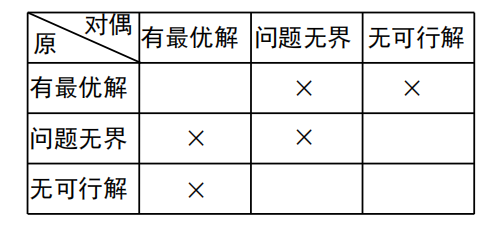 对偶
原
有最优解 问题无界 无可行解
有最优解 × ×
问题无界 × ×
无可行解 ×